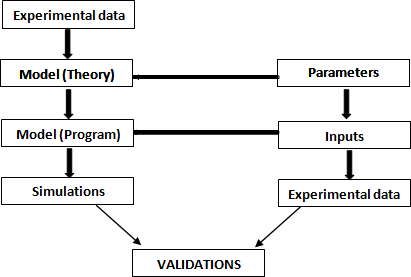 Experimental data
Model (Theory)
Parameters
Model (Program)
Inputs
Simulations
Experimental data
VALIDATIONS